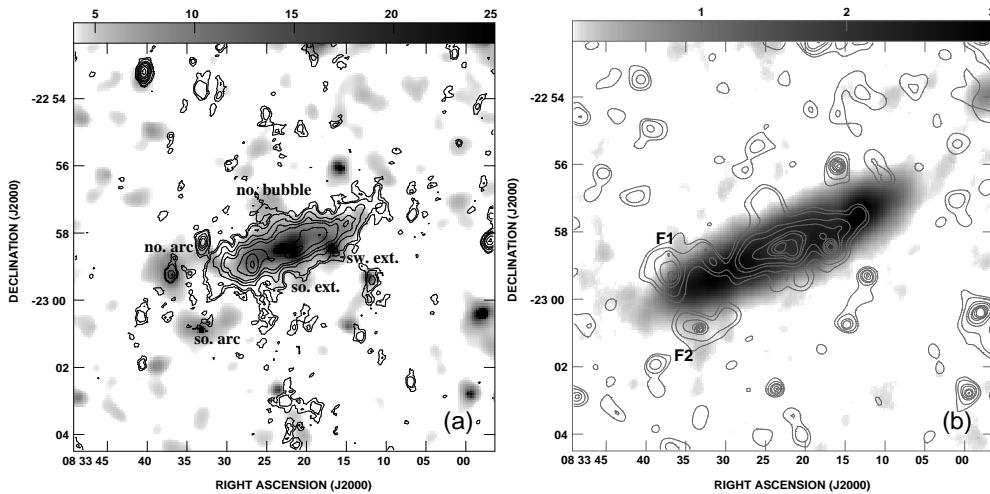 5 10 15 20 25
DECLINATION (J2000)
-22 54
56
58
-23 00
02
04
no. bubble
no. arc
sw. ext.
so. ext.
so. arc
(a)
08 33 45 40 35 30 25 20 15 10 05 00
RIGHT ASCENSION (J2000)
1 2 3
DECLINATION (J2000)
-22 54
56
58
-23 00
02
04
F1
F2
(b)
08 33 45 40 35 30 25 20 15 10 05 00
RIGHT ASCENSION (J2000)